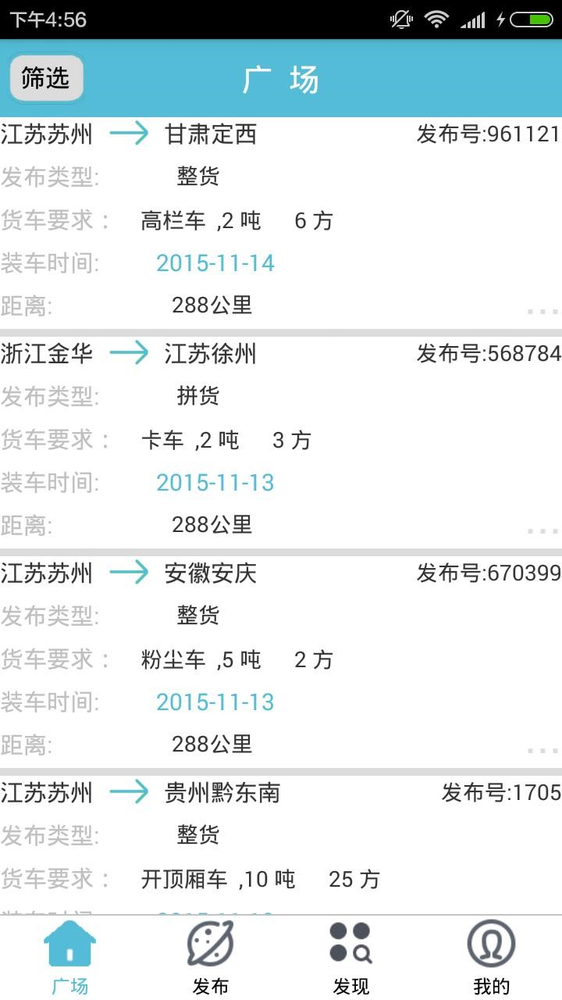 下午4:56
筛选
广 场
江苏苏州 → 甘肃定西 发布号:961121
发布类型: 整货
货车要求： 高栏车 ,2 吨 6 方
装车时间: 2015-11-14
距离: 288公里 ...
浙江金华 → 江苏徐州 发布号:568784
发布类型: 拼货
货车要求： 卡车 ,2 吨 3 方
装车时间: 2015-11-13
距离: 288公里 ...
江苏苏州 → 安徽安庆 发布号:670399
发布类型: 整货
货车要求： 粉尘车 ,5 吨 2 方
装车时间: 2015-11-13
距离: 288公里 ...
江苏苏州 → 贵州黔东南 发布号:1705
发布类型: 整货
货车要求： 开顶厢车 ,10 吨 25 方
广场 发布 发现 我的